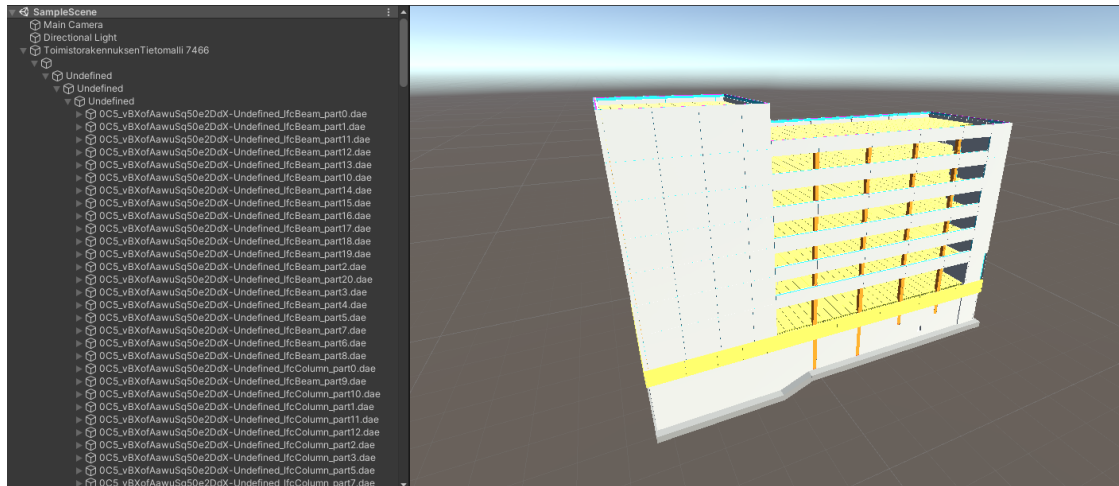 SampleScene
Main Camera
Directional Light
ToimistorakennuksenTietomalli 7466
Undefined
Undefined
Undefined
0C5_vBXofAawuSq50e2DdX-Undefined_IfcBeam_part0.dae
0C5_vBXofAawuSq50e2DdX-Undefined_IfcBeam_part1.dae
0C5_vBXofAawuSq50e2DdX-Undefined_IfcBeam_part11.dae
0C5_vBXofAawuSq50e2DdX-Undefined_IfcBeam_part12.dae
0C5_vBXofAawuSq50e2DdX-Undefined_IfcBeam_part13.dae
0C5_vBXofAawuSq50e2DdX-Undefined_IfcBeam_part10.dae
0C5_vBXofAawuSq50e2DdX-Undefined_IfcBeam_part14.dae
0C5_vBXofAawuSq50e2DdX-Undefined_IfcBeam_part15.dae
0C5_vBXofAawuSq50e2DdX-Undefined_IfcBeam_part16.dae
0C5_vBXofAawuSq50e2DdX-Undefined_IfcBeam_part17.dae
0C5_vBXofAawuSq50e2DdX-Undefined_IfcBeam_part18.dae
0C5_vBXofAawuSq50e2DdX-Undefined_IfcBeam_part19.dae
0C5_vBXofAawuSq50e2DdX-Undefined_IfcBeam_part2.dae
0C5_vBXofAawuSq50e2DdX-Undefined_IfcBeam_part20.dae
0C5_vBXofAawuSq50e2DdX-Undefined_IfcBeam_part3.dae
0C5_vBXofAawuSq50e2DdX-Undefined_IfcBeam_part4.dae
0C5_vBXofAawuSq50e2DdX-Undefined_IfcBeam_part5.dae
0C5_vBXofAawuSq50e2DdX-Undefined_IfcBeam_part7.dae
0C5_vBXofAawuSq50e2DdX-Undefined_IfcBeam_part6.dae
0C5_vBXofAawuSq50e2DdX-Undefined_IfcBeam_part8.dae
0C5_vBXofAawuSq50e2DdX-Undefined_IfcColumn_part0.dae
0C5_vBXofAawuSq50e2DdX-Undefined_IfcBeam_part9.dae
0C5_vBXofAawuSq50e2DdX-Undefined_IfcColumn_part10.dae
0C5_vBXofAawuSq50e2DdX-Undefined_IfcColumn_part1.dae
0C5_vBXofAawuSq50e2DdX-Undefined_IfcColumn_part11.dae
0C5_vBXofAawuSq50e2DdX-Undefined_IfcColumn_part12.dae
0C5_vBXofAawuSq50e2DdX-Undefined_IfcColumn_part2.dae
0C5_vBXofAawuSq50e2DdX-Undefined_IfcColumn_part3.dae
0C5_vBXofAawuSq50e2DdX-Undefined_IfcColumn_part5.dae
0C5_vBXofAawuSq50e2DdX-Undefined_IfcColumn_part7.dae